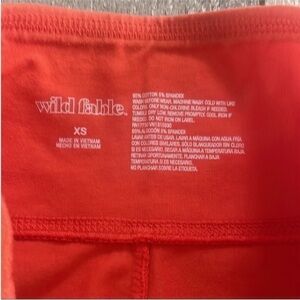 wild fable.
XS
MADE IN VIETNAM
HECHO EN VIETNAM
95% COTTON 5% SPANDEX
WASH BEFORE WEAR. MACHINE WASH COLD WITH LIKE
COLORS. ONLY NON-CHLORINE BLEACH IF NEEDED.
TUMBLE DRY LOW. REMOVE PROMPTLY. COOL IRON IF
NEEDED. DO NOT IRON ON LABEL.
95% ALGODÓN 5% SPANDEX
LAVAR ANTES DE USAR. LAVAR A MÁQUINA CON AGUA FRÍA
CON COLORES SIMILARES. SÓLO BLANQUEAR SIN CLORO
SI ES NECESARIO. SECAR A MÁQUINA A TEMPERATURA BAJA.
RETIRAR OPORTUNAMENTE. PLANCHAR A BAJA
TEMPERATURA SI ES NECESARIO.
NO PLANCHAR SOBRE LA ETIQUETA.